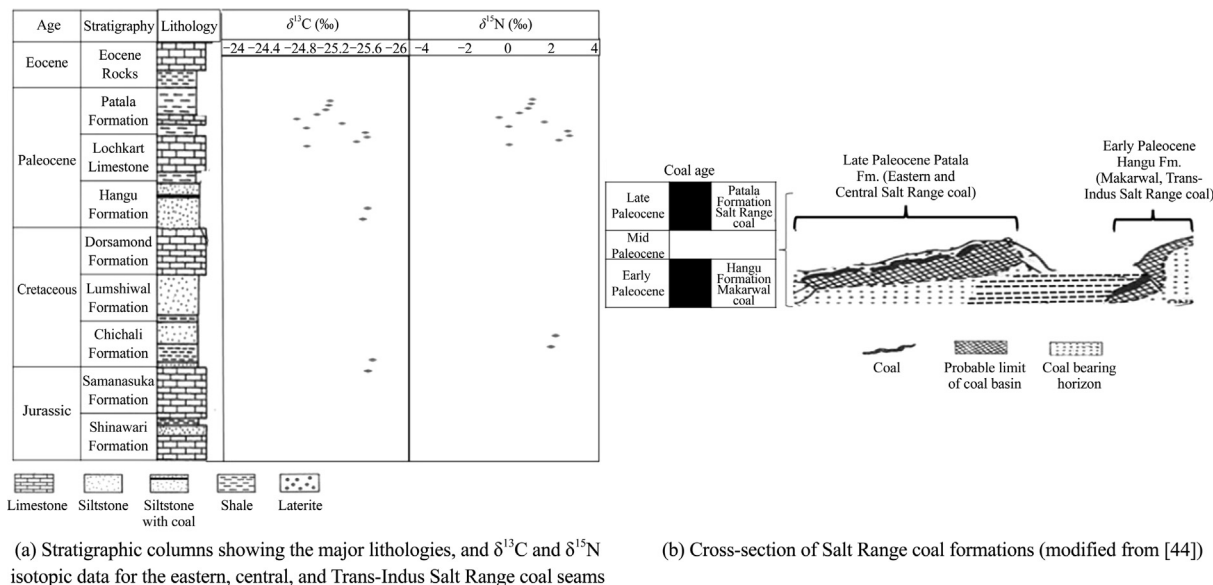 Age Stratigraphy Lithology δ13C (‰) δ15N (‰)
−24 −24.4 −24.8 −25.2 −25.6 −26 −4 −2 0 2 4
Eocene
Eocene
Rocks
Paleocene
Patala
Formation
Lochkart
Limestone
Hangu
Formation
Cretaceous
Dorsamond
Formation
Lumshiwal
Formation
Chichali
Formation
Jurassic
Samanasuka
Formation
Shinawari
Formation
Limestone
Siltstone
Siltstone
with coal
Shale
Laterite
(a) Stratigraphic columns showing the major lithologies, and δ13C and δ15N
isotopic data for the eastern, central, and Trans-Indus Salt Range coal seams
Coal age
Late
Paleocene
Patala
Formation
Salt Range
coal
Mid
Paleocene
Early
Paleocene
Hangu
Formation
Makarwal
coal
Late Paleocene Patala
Fm. (Eastern and
Central Salt Range coal)
Early Paleocene
Hangu Fm.
(Makarwal, Trans-
Indus Salt Range coal)
Coal
Probable limit
of coal basin
Coal bearing
horizon
(b) Cross-section of Salt Range coal formations (modified from [44])